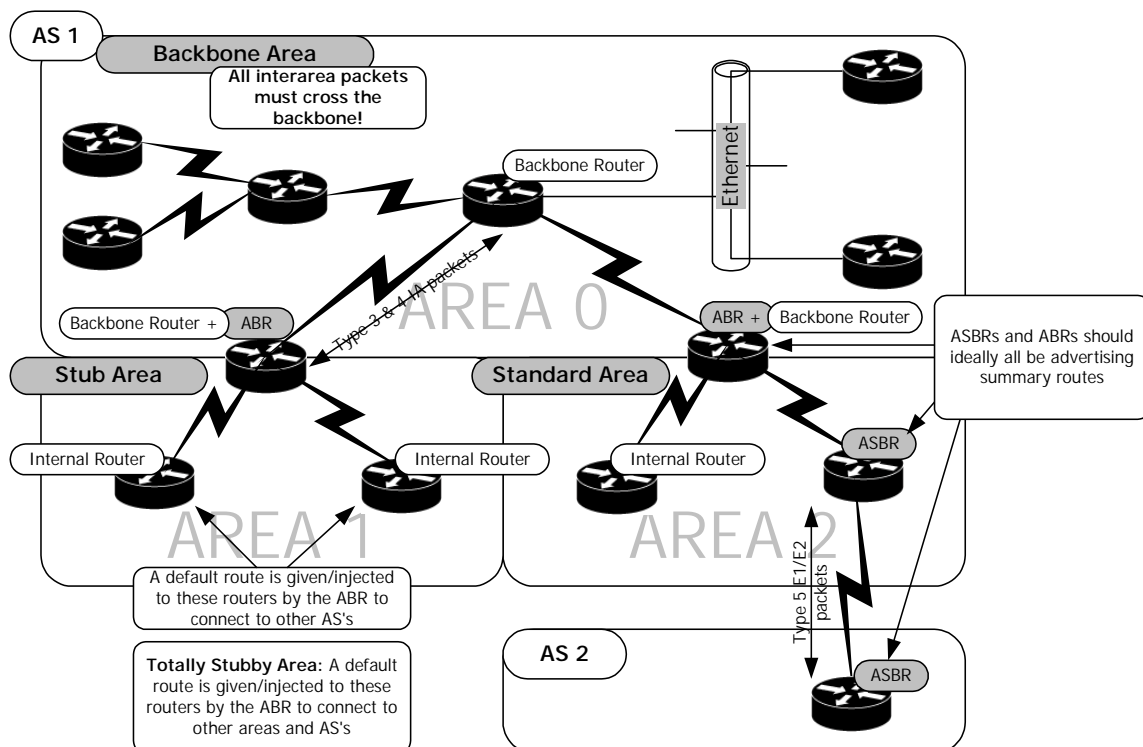 AS 1
Backbone Area
All interarea packets
must cross the
backbone!
Ethernet
Backbone Router
Type 3 & 4 IA packets
AREA 0
Backbone Router +
ABR
ABR +
Backbone Router
ASBRs and ABRs should
ideally all be advertising
summary routes
Stub Area
Standard Area
Internal Router
Internal Router
Internal Router
ASBR
AREA 1
AREA 2
A default route is given/injected
to these routers by the ABR to
connect to other AS's
Type 5 E1/E2
packets
Totally Stubby Area: A default
route is given/injected to these
routers by the ABR to connect to
other areas and AS's
AS 2
ASBR